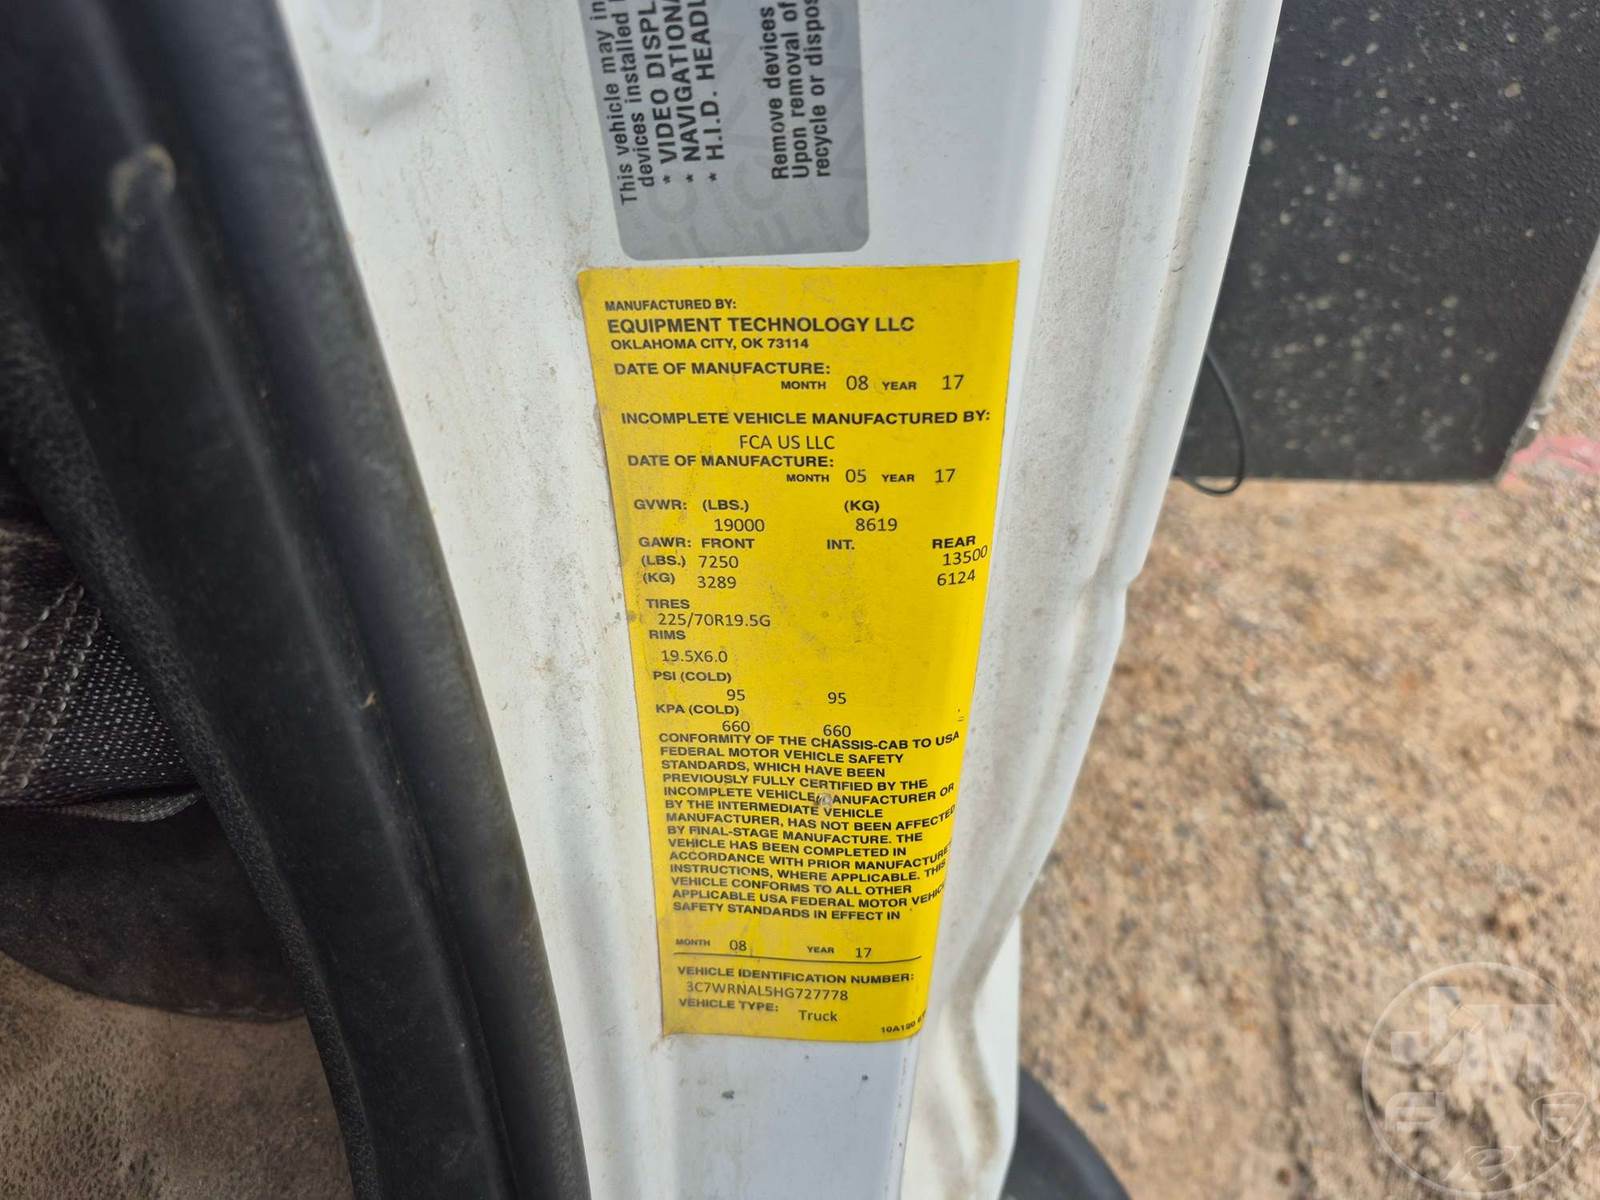 This vehicle may
devices installed
* VIDEO DISPL
* NAVIGATIONA
* H.I.D. HEADL
Remove devices
Upon removal of
recycle or dispos
MANUFACTURED BY:
EQUIPMENT TECHNOLOGY LLC
OKLAHOMA CITY, OK 73114
DATE OF MANUFACTURE:
MONTH 08 YEAR 17
INCOMPLETE VEHICLE MANUFACTURED BY:
FCA US LLC
DATE OF MANUFACTURE:
MONTH 05 YEAR 17
GVWR: (LBS.) (KG)
19000 8619
GAWR: FRONT INT. REAR
(LBS.) 7250 13500
(KG) 3289 6124
TIRES
225/70R19.5G
RIMS
19.5X6.0
PSI (COLD)
95 95
KPA (COLD)
660 660
CONFORMITY OF THE CHASSIS-CAB TO USA
FEDERAL MOTOR VEHICLE SAFETY
STANDARDS, WHICH HAVE BEEN
PREVIOUSLY FULLY CERTIFIED BY THE
INCOMPLETE VEHICLE MANUFACTURER OR
BY THE INTERMEDIATE VEHICLE
MANUFACTURER, HAS NOT BEEN AFFECTED
BY FINAL-STAGE MANUFACTURE. THE
VEHICLE HAS BEEN COMPLETED IN
ACCORDANCE WITH PRIOR MANUFACTURE
INSTRUCTIONS, WHERE APPLICABLE. THIS
VEHICLE CONFORMS TO ALL OTHER
APPLICABLE USA FEDERAL MOTOR VEHIC
SAFETY STANDARDS IN EFFECT IN
MONTH 08 YEAR 17
VEHICLE IDENTIFICATION NUMBER:
3C7WRNAL5HG727778
VEHICLE TYPE: Truck
JM